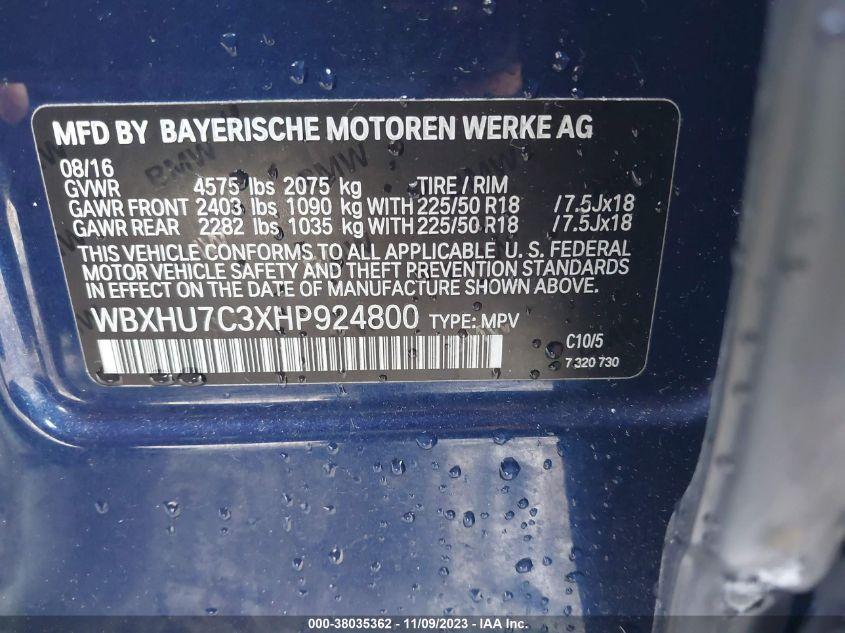 MFD BY BAYERISCHE MOTOREN WERKE AG
08/16
GVWR 4575 lbs 2075 kg TIRE / RIM
GAWR FRONT 2403 lbs 1090 kg WITH 225/50 R18 /7.5Jx18
GAWR REAR 2282 lbs 1035 kg WITH 225/50 R18 /7.5Jx18
THIS VEHICLE CONFORMS TO ALL APPLICABLE U. S. FEDERAL
MOTOR VEHICLE SAFETY AND THEFT PREVENTION STANDARDS
IN EFFECT ON THE DATE OF MANUFACTURE SHOWN ABOVE.
WBXHU7C3XHP924800 TYPE: MPV
C10/5
7 320 730
BMW
BMW
000-38035362 - 11/09/2023 - IAA Inc.